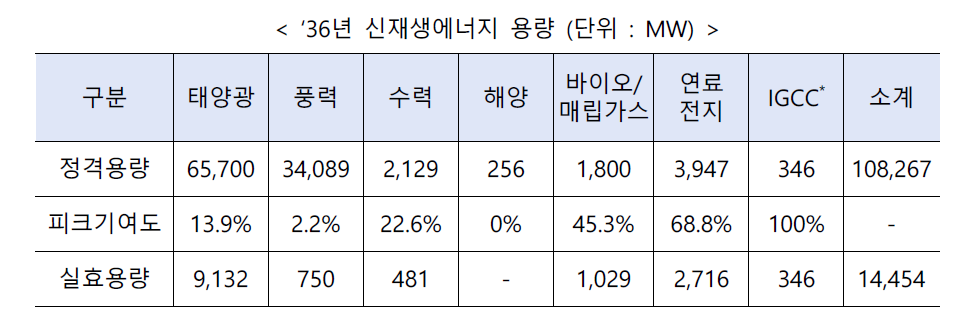 < ‘36년 신재생에너지 용량 (단위 : MW) >
구분 태양광 풍력 수력 해양 바이오/매립가스 연료전지 IGCC* 소계
정격용량 65,700 34,089 2,129 256 1,800 3,947 346 108,267
피크기여도 13.9% 2.2% 22.6% 0% 45.3% 68.8% 100% -
실효용량 9,132 750 481 - 1,029 2,716 346 14,454